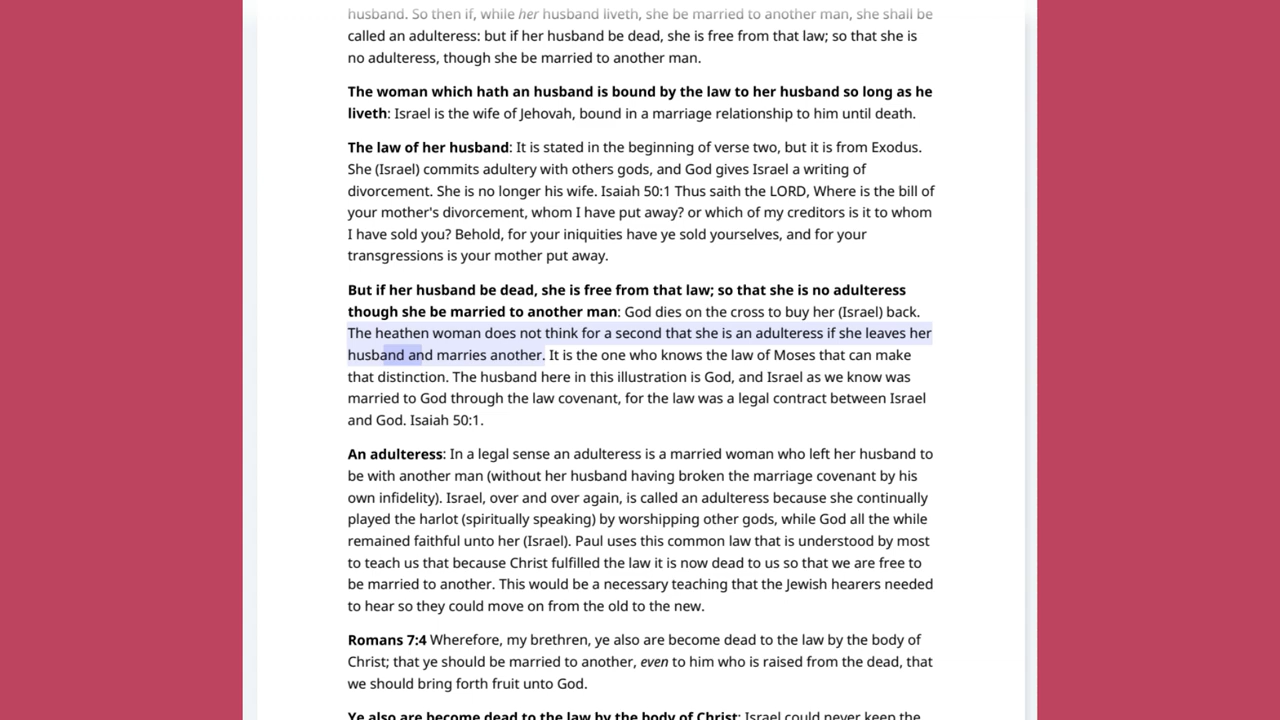 husband. So then if, while her husband liveth, she be married to another man, she shall be
called an adulteress: but if her husband be dead, she is free from that law; so that she is
no adulteress, though she be married to another man.
The woman which hath an husband is bound by the law to her husband so long as he
liveth: Israel is the wife of Jehovah, bound in a marriage relationship to him until death.
The law of her husband: It is stated in the beginning of verse two, but it is from Exodus.
She (Israel) commits adultery with others gods, and God gives Israel a writing of
divorcement. She is no longer his wife. Isaiah 50:1 Thus saith the LORD, Where is the bill of
your mother's divorcement, whom I have put away? or which of my creditors is it to whom
I have sold you? Behold, for your iniquities have ye sold yourselves, and for your
transgressions is your mother put away.
But if her husband be dead, she is free from that law; so that she is no adulteress
though she be married to another man: God dies on the cross to buy her (Israel) back.
The heathen woman does not think for a second that she is an adulteress if she leaves her
husband and marries another. It is the one who knows the law of Moses that can make
that distinction. The husband here in this illustration is God, and Israel as we know was
married to God through the law covenant, for the law was a legal contract between Israel
and God. Isaiah 50:1.
An adulteress: In a legal sense an adulteress is a married woman who left her husband to
be with another man (without her husband having broken the marriage covenant by his
own infidelity). Israel, over and over again, is called an adulteress because she continually
played the harlot (spiritually speaking) by worshipping other gods, while God all the while
remained faithful unto her (Israel). Paul uses this common law that is understood by most
to teach us that because Christ fulfilled the law it is now dead to us so that we are free to
be married to another. This would be a necessary teaching that the Jewish hearers needed
to hear so they could move on from the old to the new.
Romans 7:4 Wherefore, my brethren, ye also are become dead to the law by the body of
Christ; that ye should be married to another, even to him who is raised from the dead, that
we should bring forth fruit unto God.
Ye also are become dead to the law by the body of Christ: Israel could never keep the